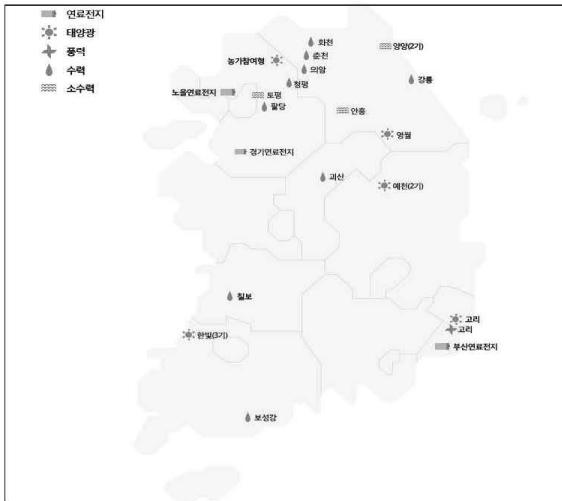 연료전지
태양광
풍력
수력
소수력
화천
춘천
의암
농가참여형
청평
양양(2기)
강릉
노을연료전지
토평
팔당
안흥
영월
경기연료전지
괴산
예천(2기)
칠보
한빛(3기)
고리
고리
부산연료전지
보성강